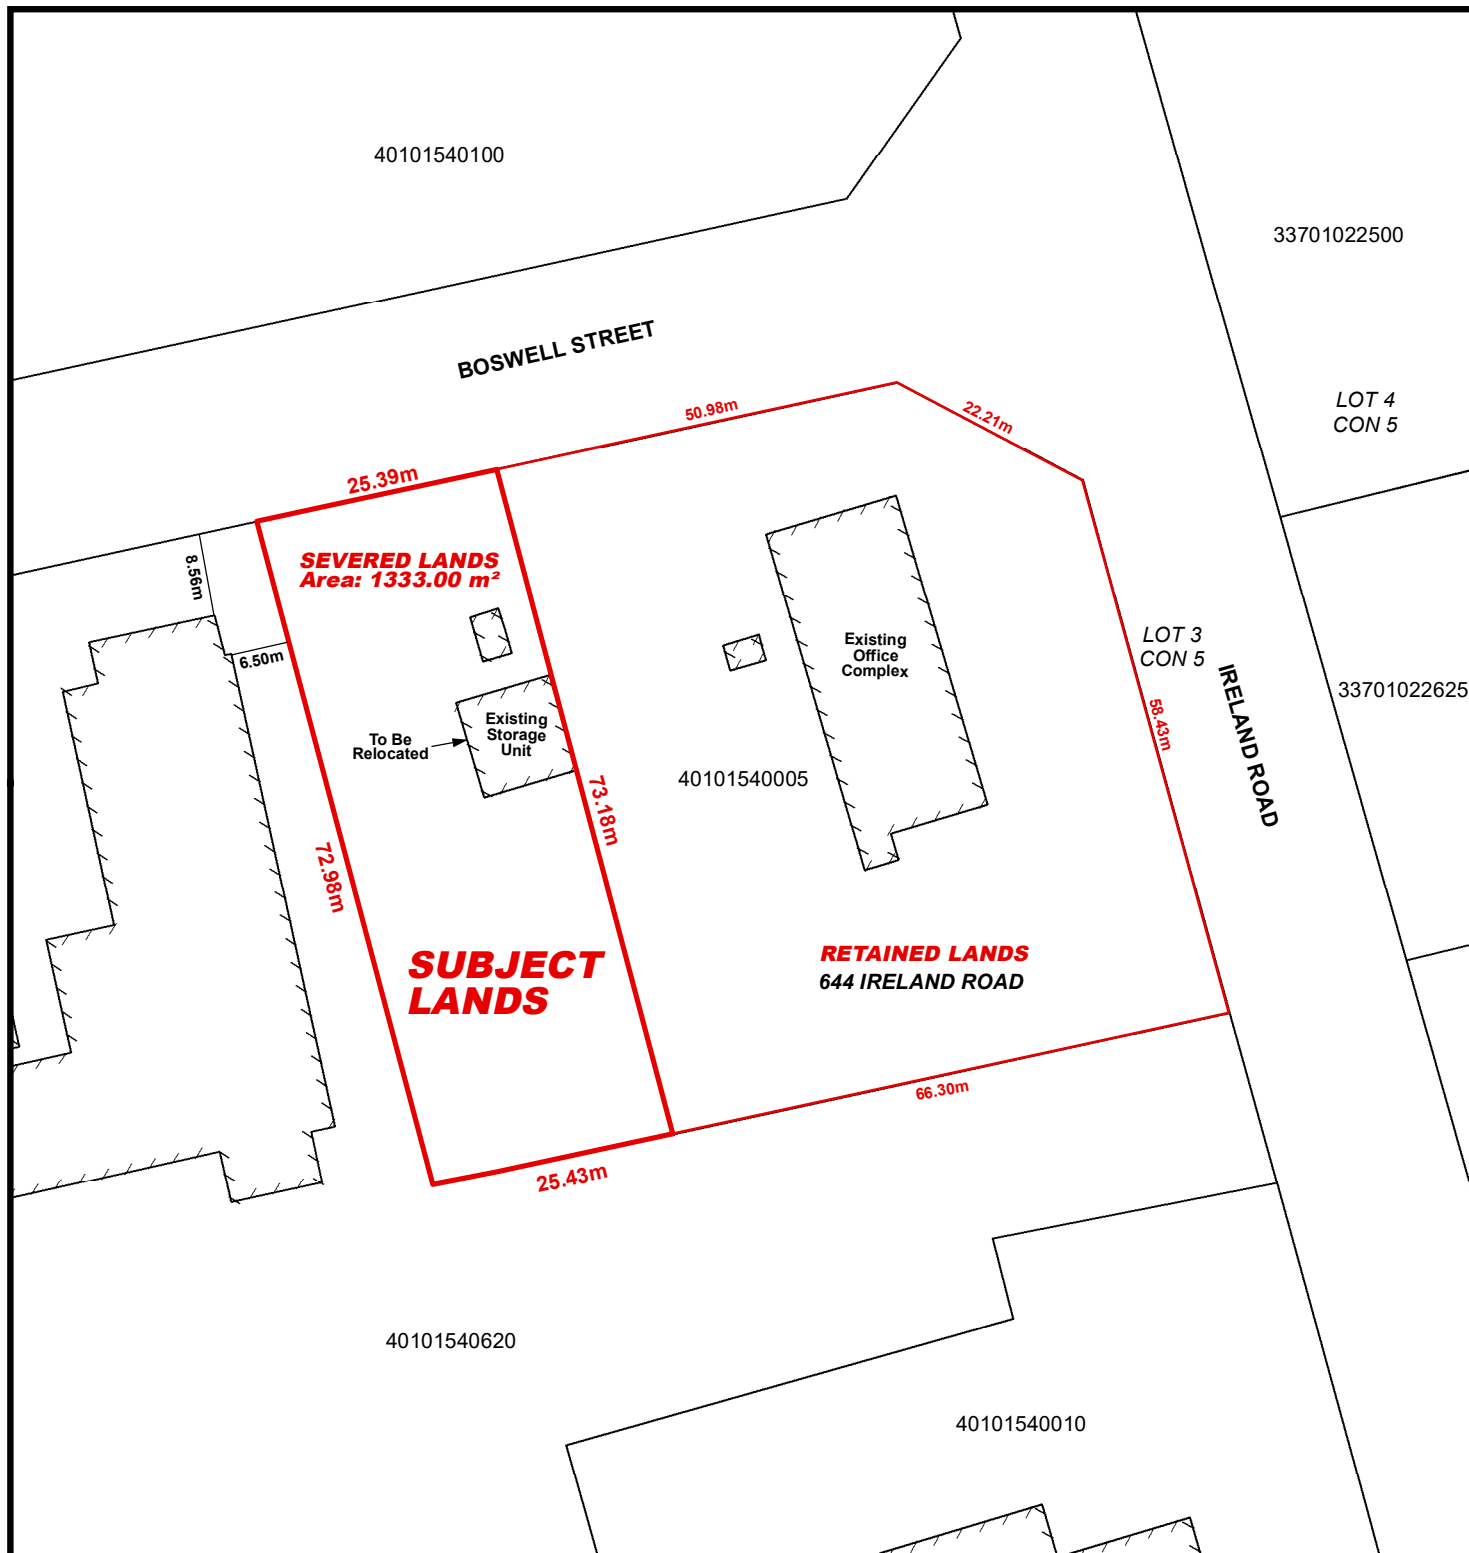 40101540100
33701022500
BOSWELL STREET
LOT 4
CON 5
50.98m
22.21m
25.39m
SEVERED LANDS
Area: 1333.00 m²
8.56m
6.50m
Existing
Office
Complex
LOT 3
CON 5
IRELAND ROAD
33701022625
58.43m
Existing
Storage
Unit
To Be
Relocated
40101540005
73.18m
72.98m
SUBJECT
LANDS
RETAINED LANDS
644 IRELAND ROAD
66.30m
25.43m
40101540620
40101540010